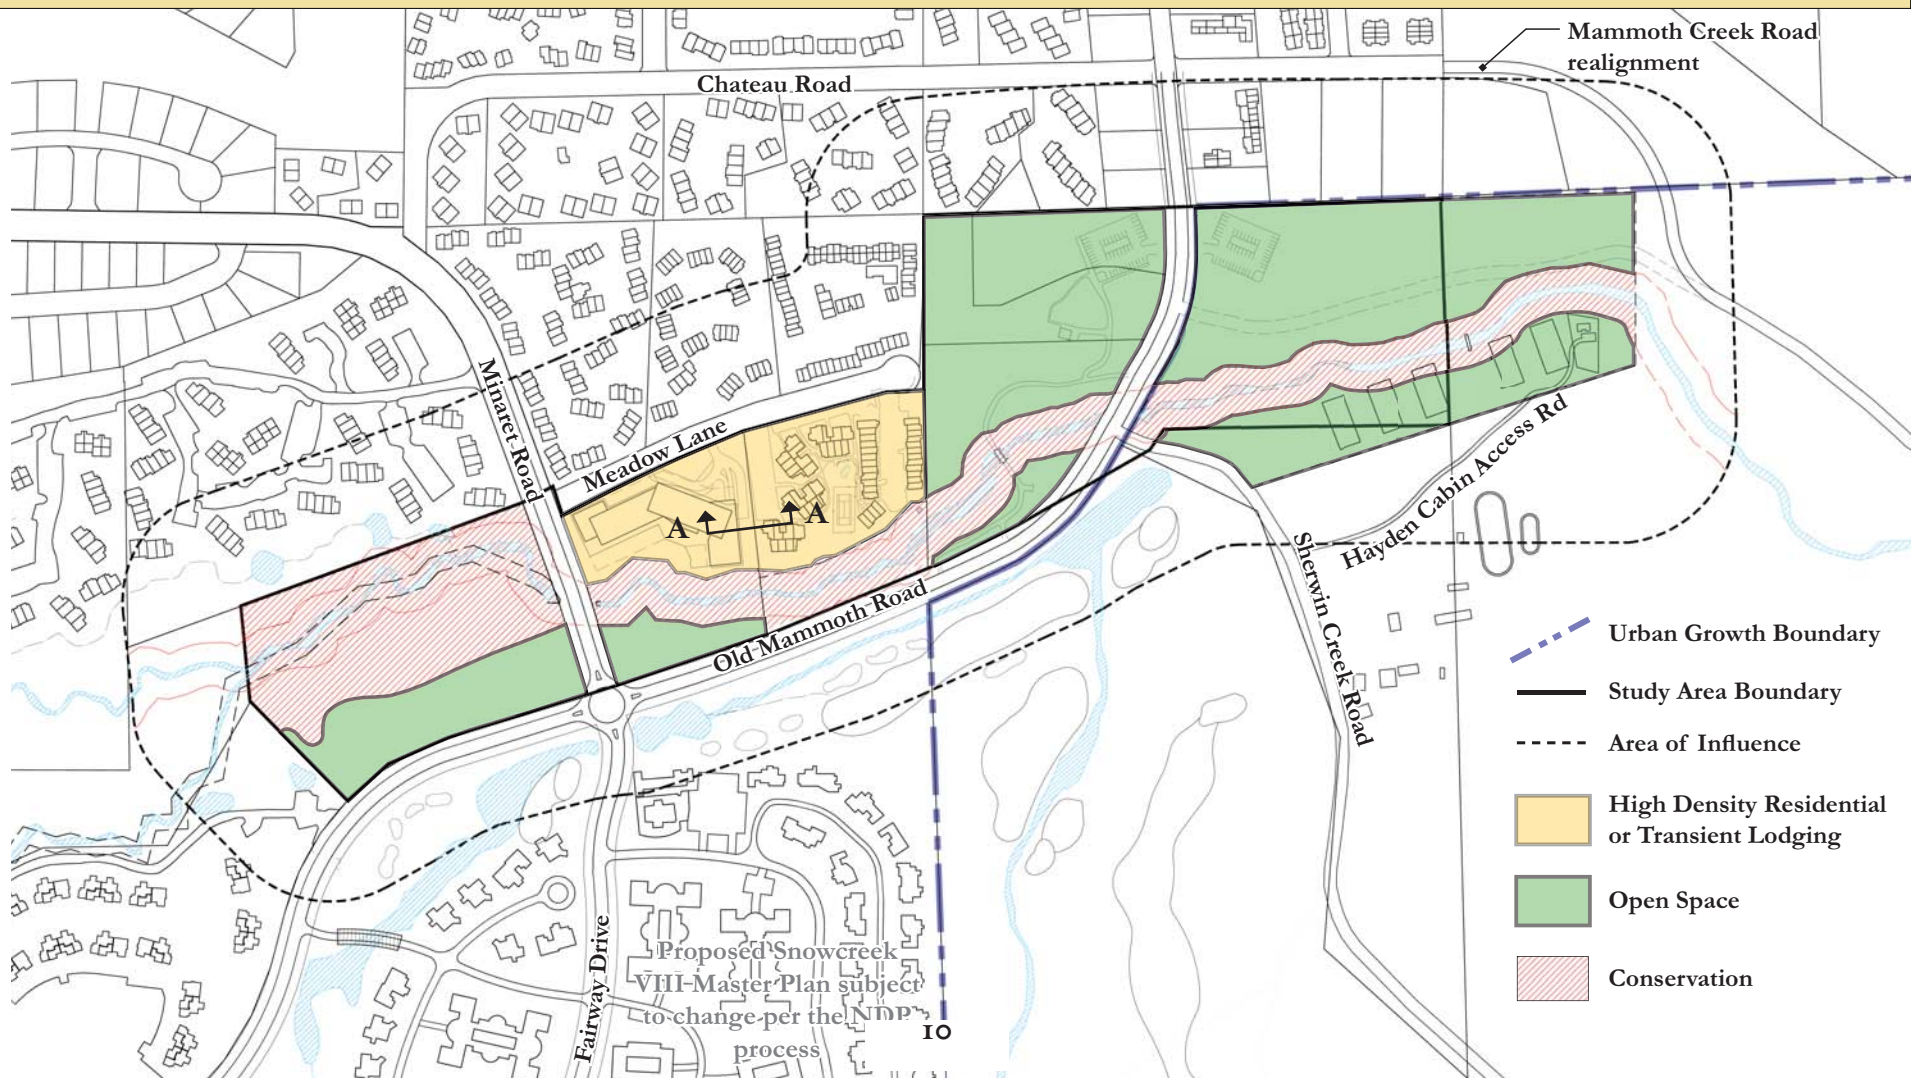 Mammoth Creek Road
realignment
Chateau Road
Minaret Road
Meadow Lane
A
A
Hayden Cabin Access Rd
Sherwin Creek Road
Old Mammoth Road
Urban Growth Boundary
Study Area Boundary
Area of Influence
High Density Residential
or Transient Lodging
Open Space
Conservation
Fairway Drive
Proposed Snowcreek
VIII Master Plan subject
to change per the NDP
process
10